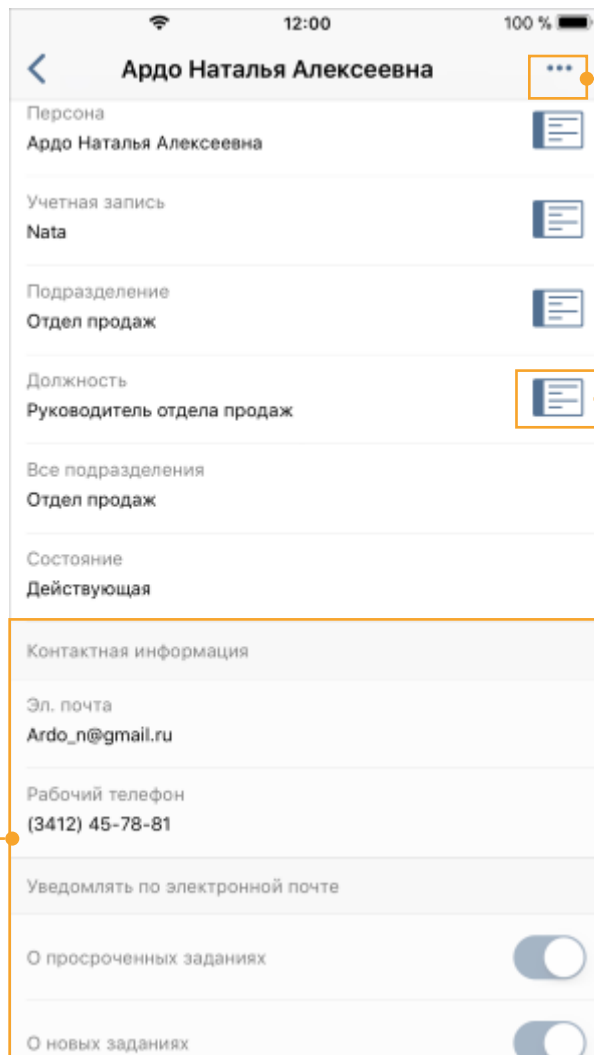 12:00
100 %
Ардо Наталья Алексеевна
Персона
Ардо Наталья Алексеевна
Учетная запись
Nata
Подразделение
Отдел продаж
Должность
Руководитель отдела продаж
Все подразделения
Отдел продаж
Состояние
Действующая
Контактная информация
Эл. почта
Ardo_n@gmail.ru
Рабочий телефон
(3412) 45-78-81
Уведомлять по электронной почте
О просроченных заданиях
О новых заданиях